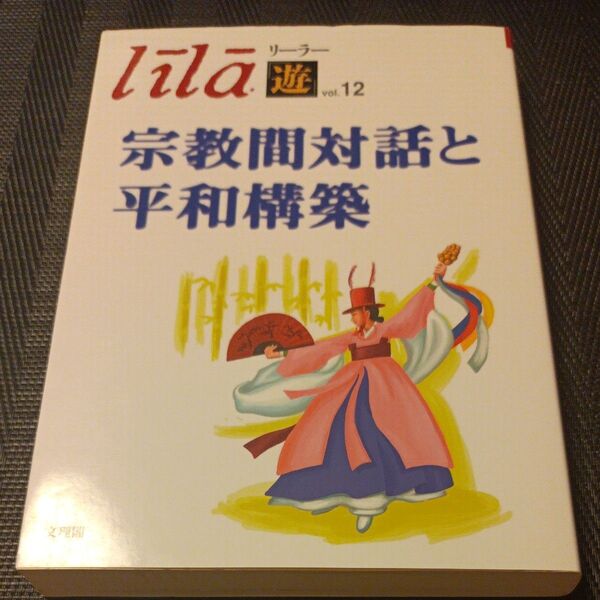 līlā リーラー
遊 vol. 12
宗教間対話と
平和構築
文理閣